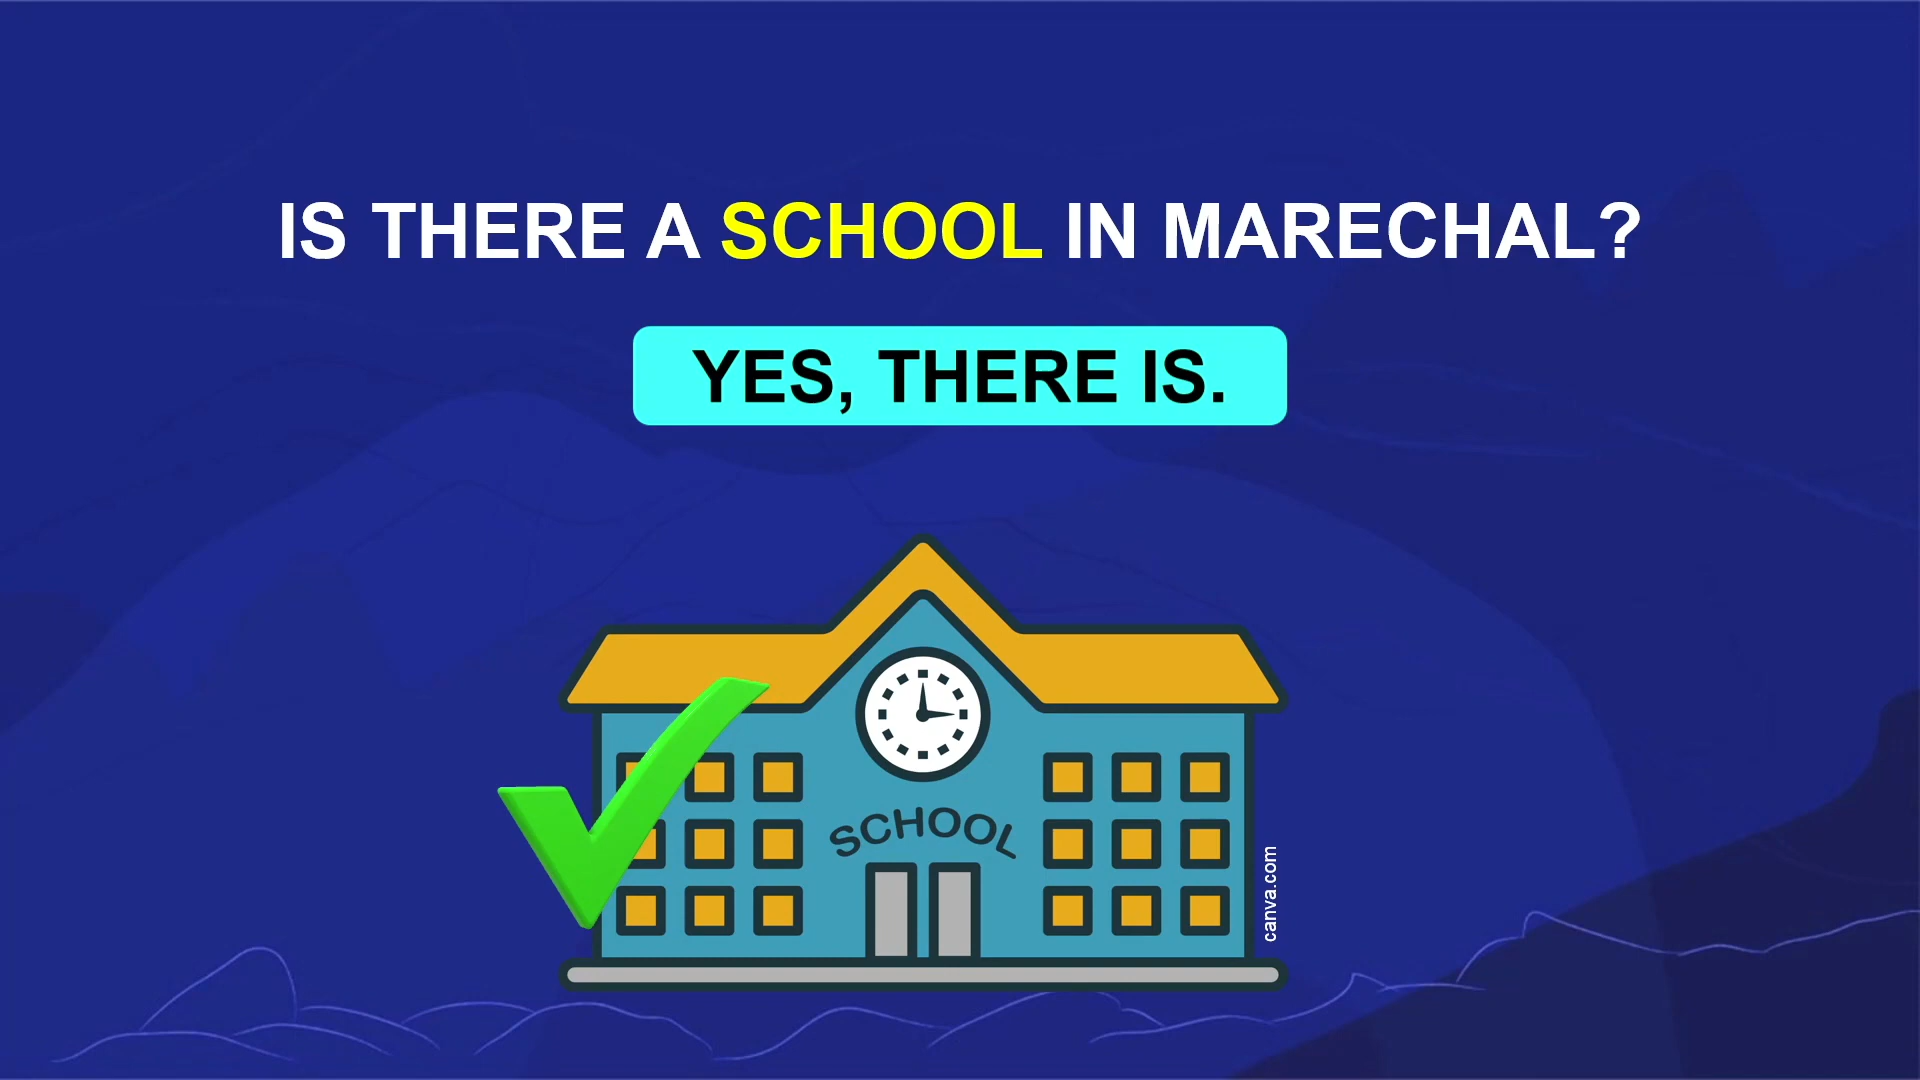 IS THERE A SCHOOL IN MARECHAL?
YES, THERE IS.
SCHOOL
canva.com